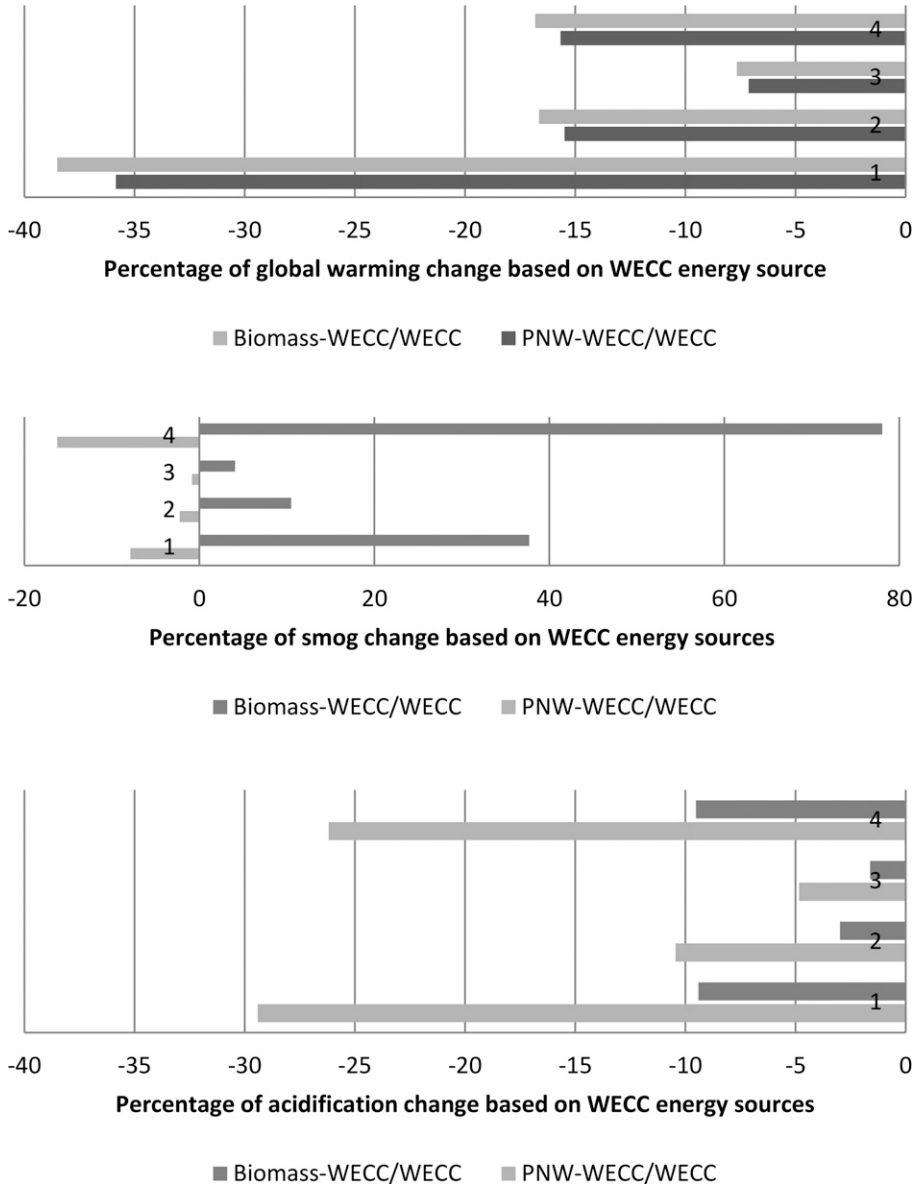 4
3
2
1
-40 -35 -30 -25 -20 -15 -10 -5 0
Percentage of global warming change based on WECC energy source
Biomass-WECC/WECC PNW-WECC/WECC
4
3
2
1
-20 0 20 40 60 80
Percentage of smog change based on WECC energy sources
Biomass-WECC/WECC PNW-WECC/WECC
4
3
2
1
-40 -35 -30 -25 -20 -15 -10 -5 0
Percentage of acidification change based on WECC energy sources
Biomass-WECC/WECC PNW-WECC/WECC